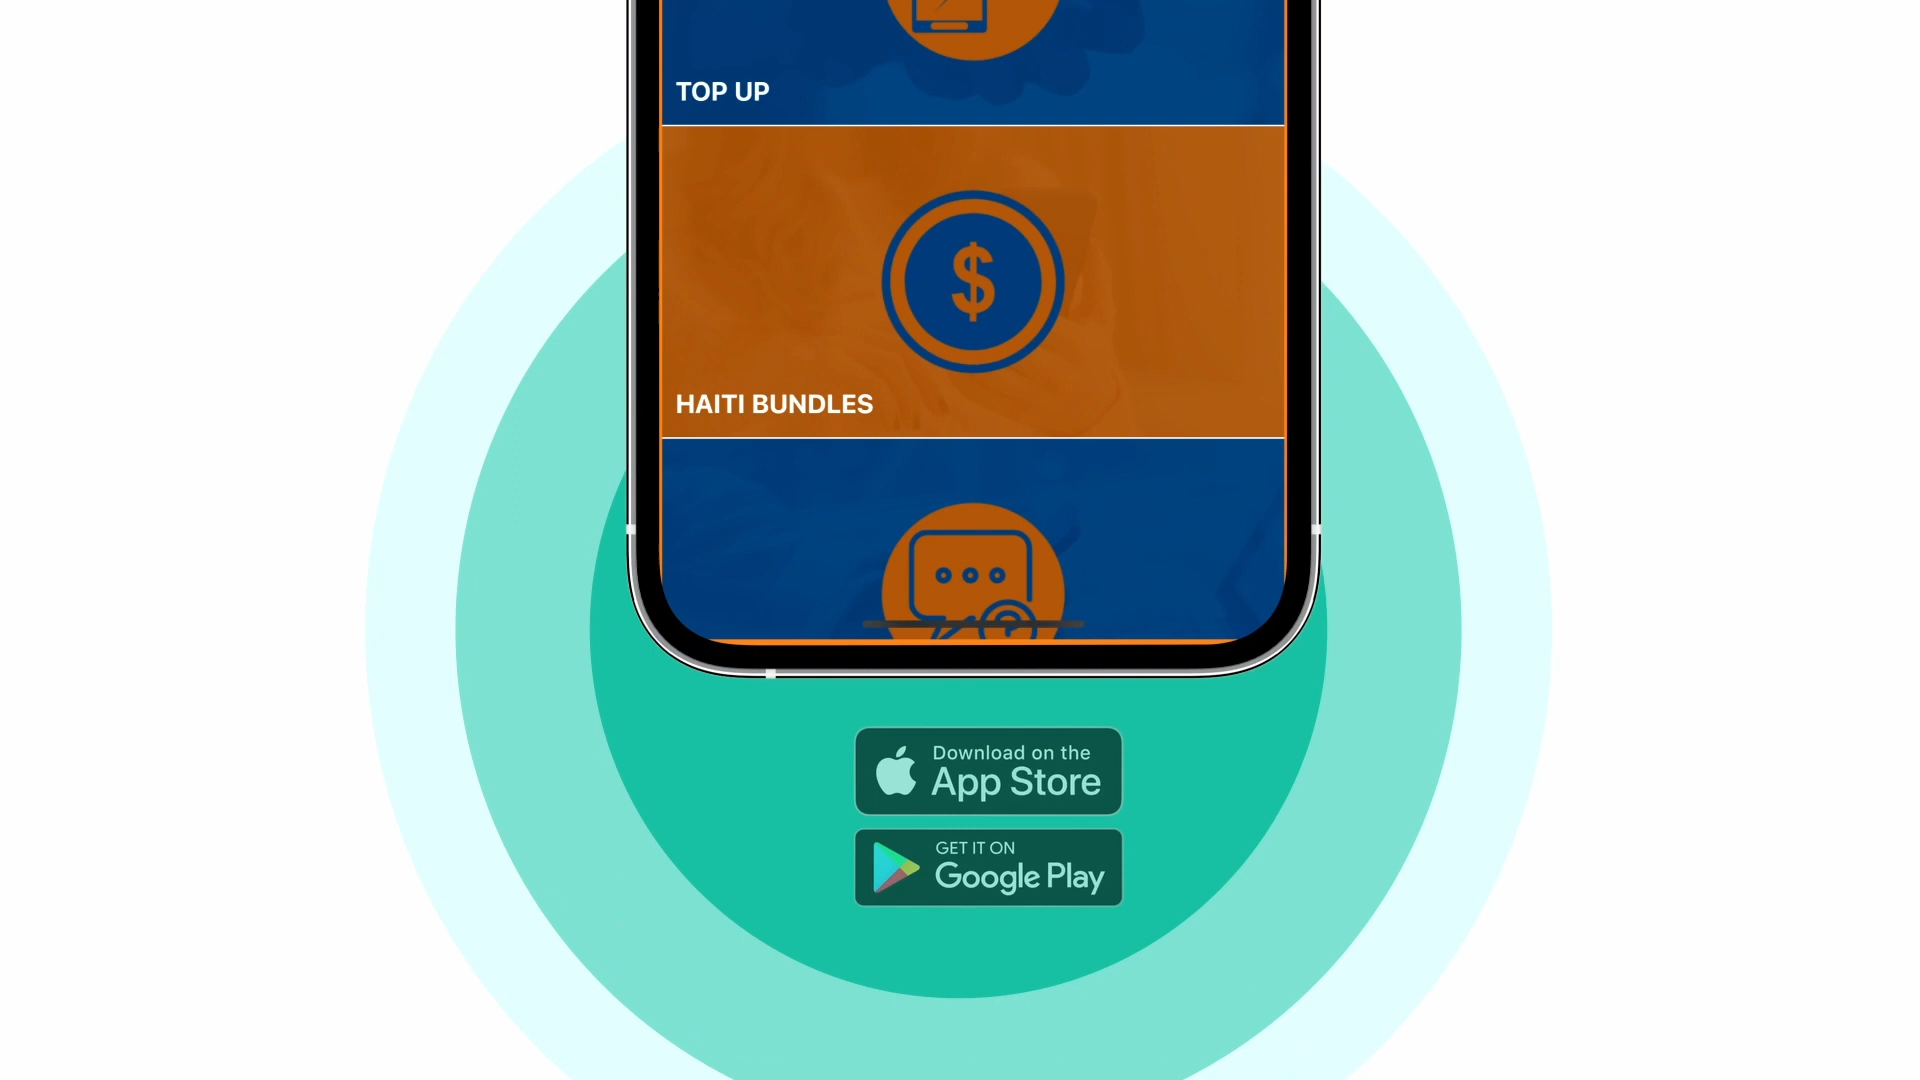 TOP UP
$
HAITI BUNDLES
Download on the
App Store
GET IT ON
Google Play